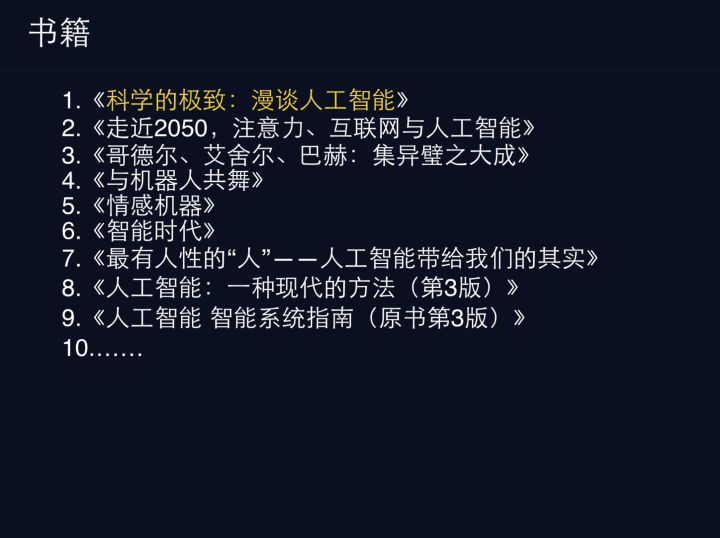 书籍
1.《科学的极致：漫谈人工智能》
2.《走近2050，注意力、互联网与人工智能》
3.《哥德尔、艾舍尔、巴赫：集异璧之大成》
4.《与机器人共舞》
5.《情感机器》
6.《智能时代》
7.《最有人性的“人”——人工智能带给我们的其实》
8.《人工智能：一种现代的方法（第3版）》
9.《人工智能 智能系统指南（原书第3版）》
10.……